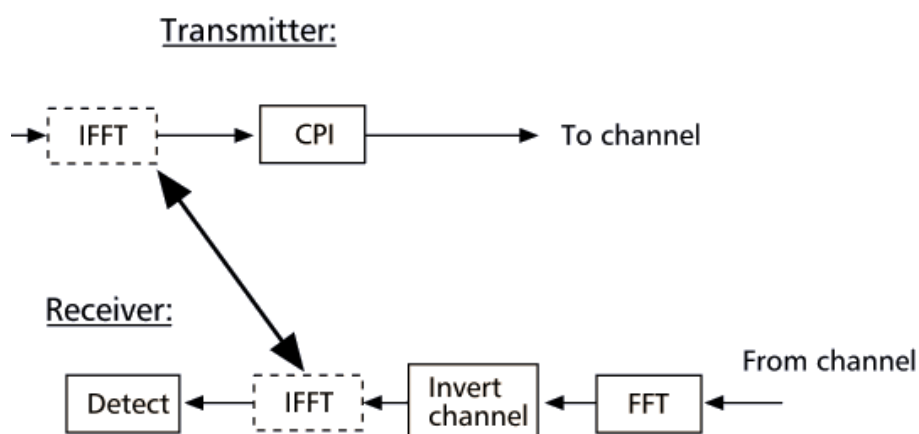 Transmitter:
IFFT
CPI
To channel
Receiver:
From channel
Detect
IFFT
Invert
channel
FFT